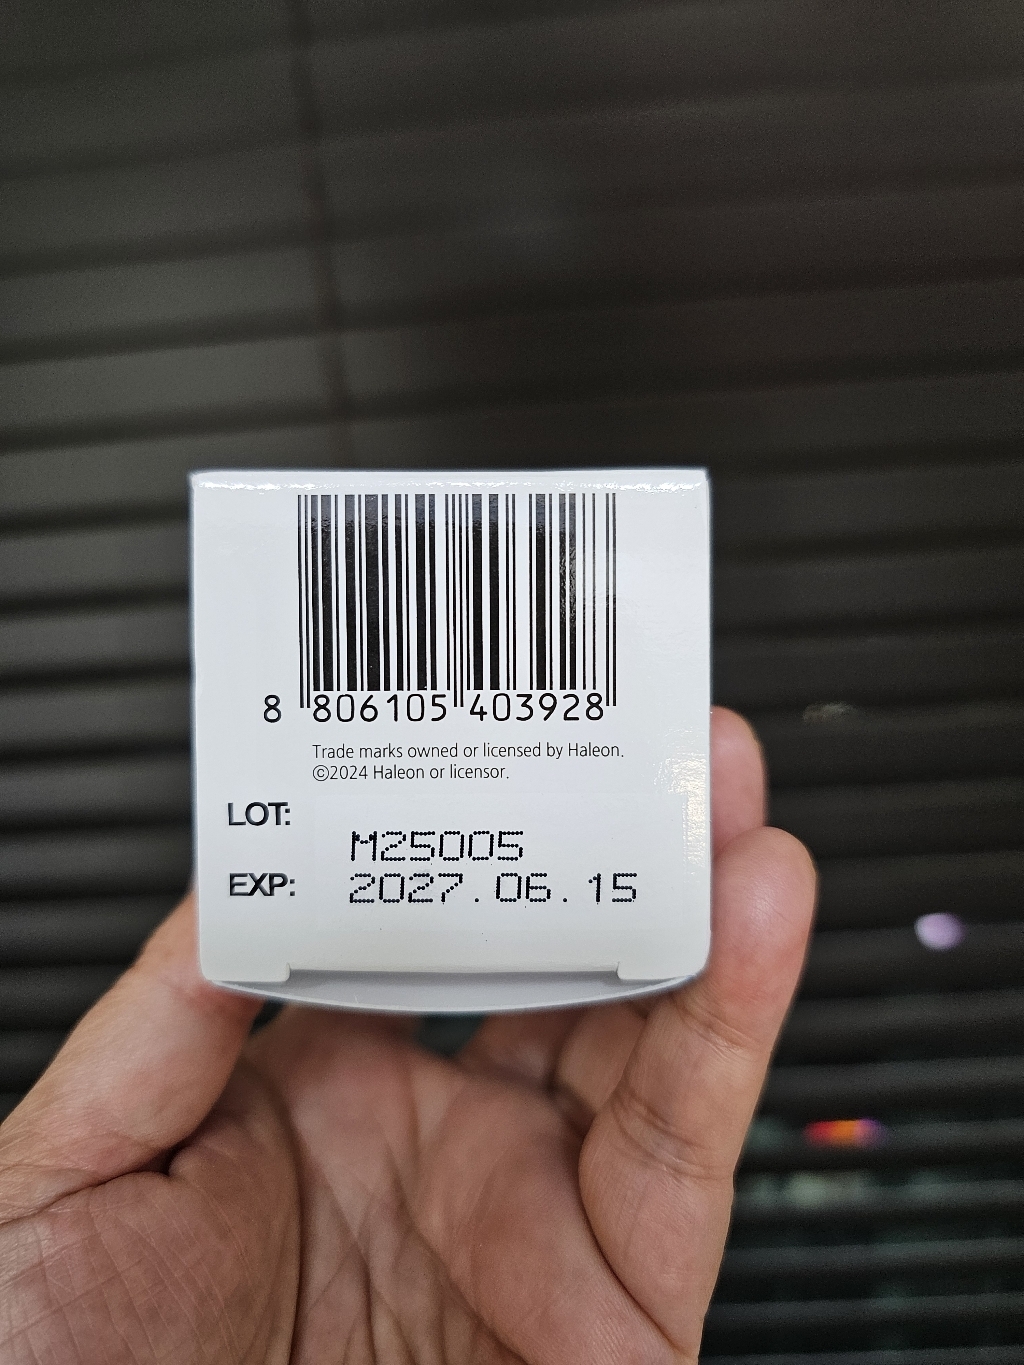 8 806105 403928
Trade marks owned or licensed by Haleon.
©2024 Haleon or licensor.
LOT: M25005
EXP: 2027.06.15